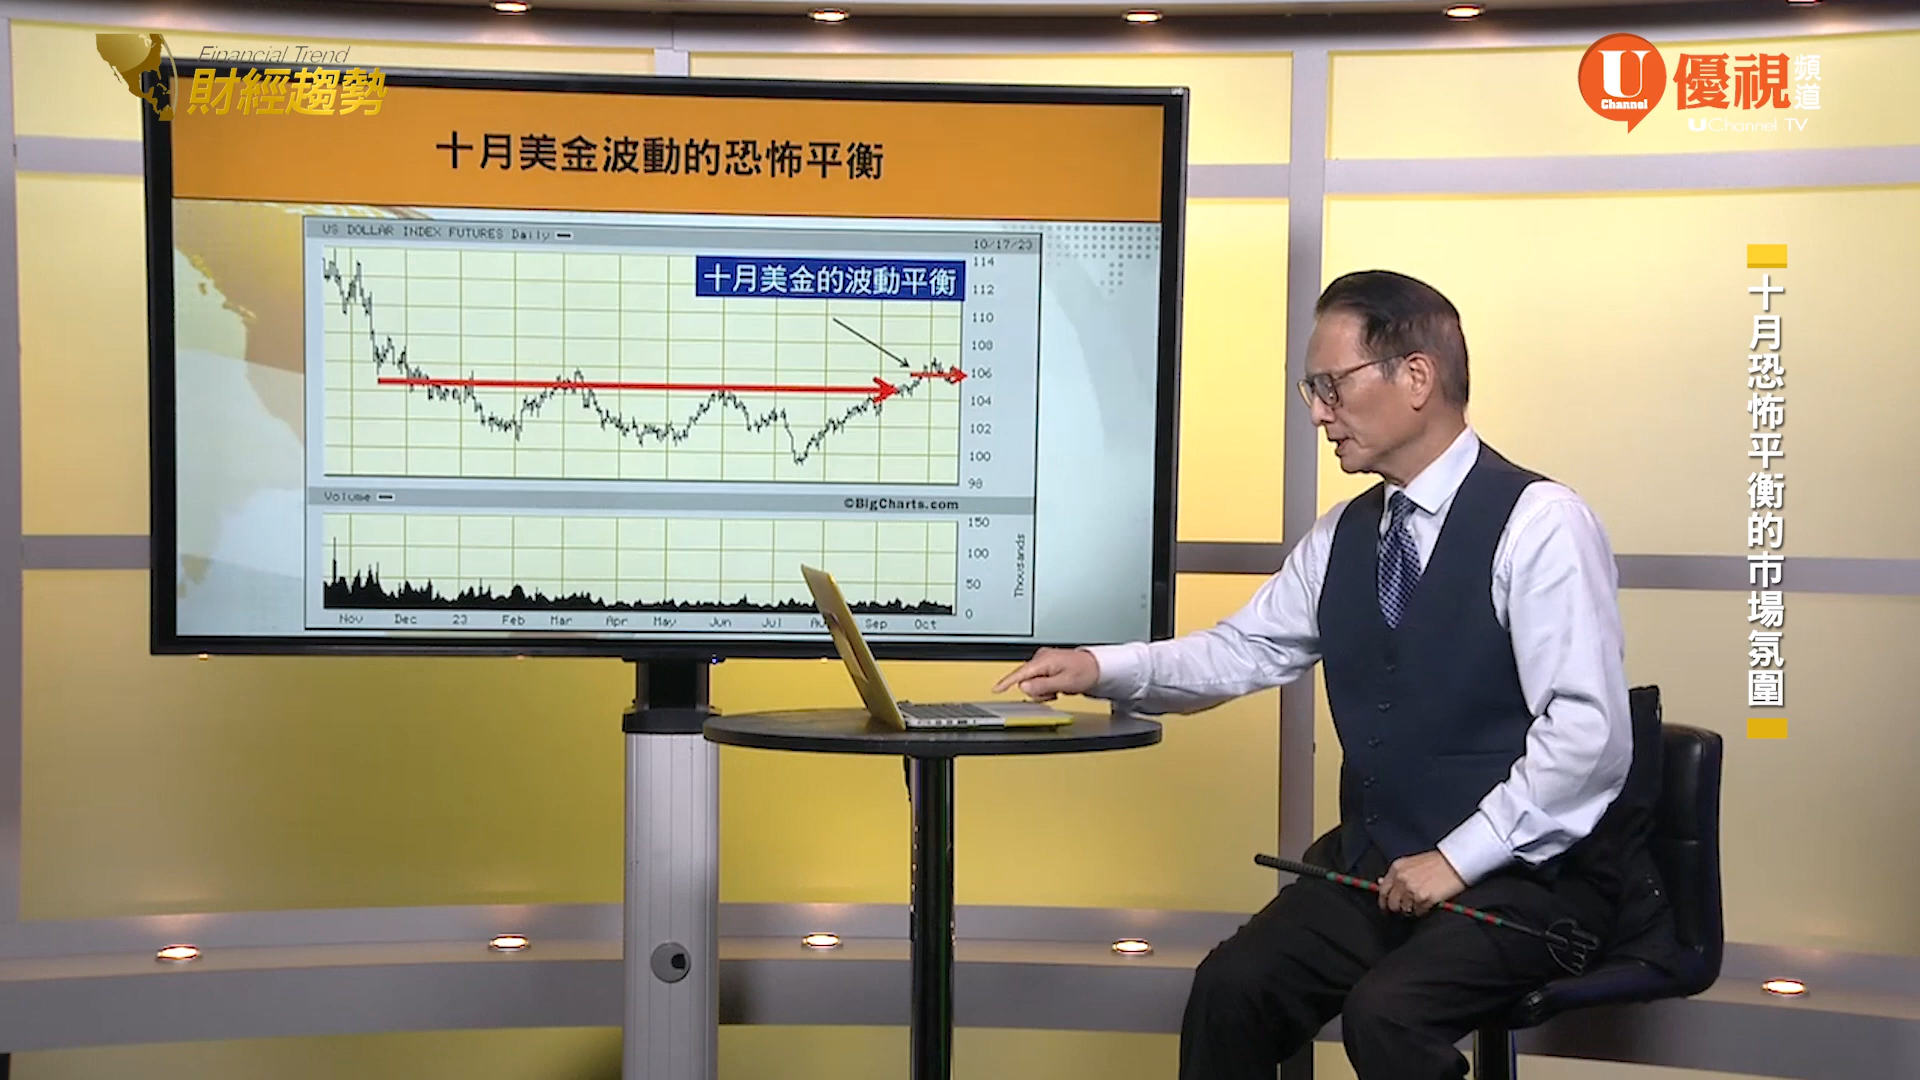 Financial Trend
財經趨勢
U
Channel
優視
頻道
UChannel TV
十月美金波動的恐怖平衡
US DOLLAR INDEX FUTURES Daily
10/17/23
十月美金的波動平衡
114
112
110
108
106
104
102
100
98
Volume
©BigCharts.com
150
100
50
0
Thousands
Nov Dec 23 Feb Mar Apr May Jun Jul Sep Oct
十月恐怖平衡的市場氛圍